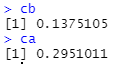 > cb
[1] 0.1375105
> ca
[1] 0.2951011